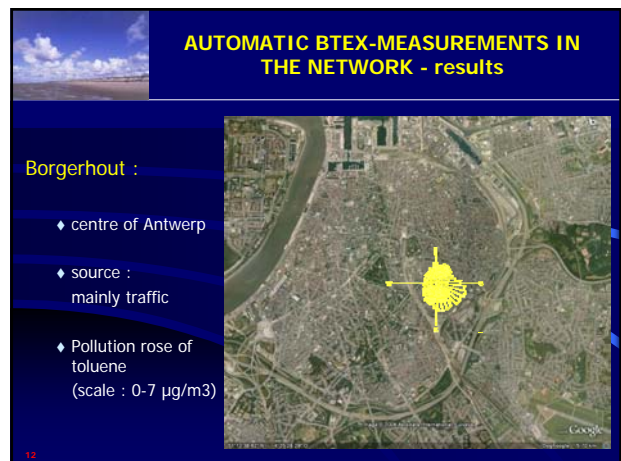 AUTOMATIC BTEX-MEASUREMENTS IN
THE NETWORK - results
Borgerhout :
♦ centre of Antwerp
♦ source :
mainly traffic
♦ Pollution rose of
toluene
(scale : 0-7 µg/m3)
Google
12